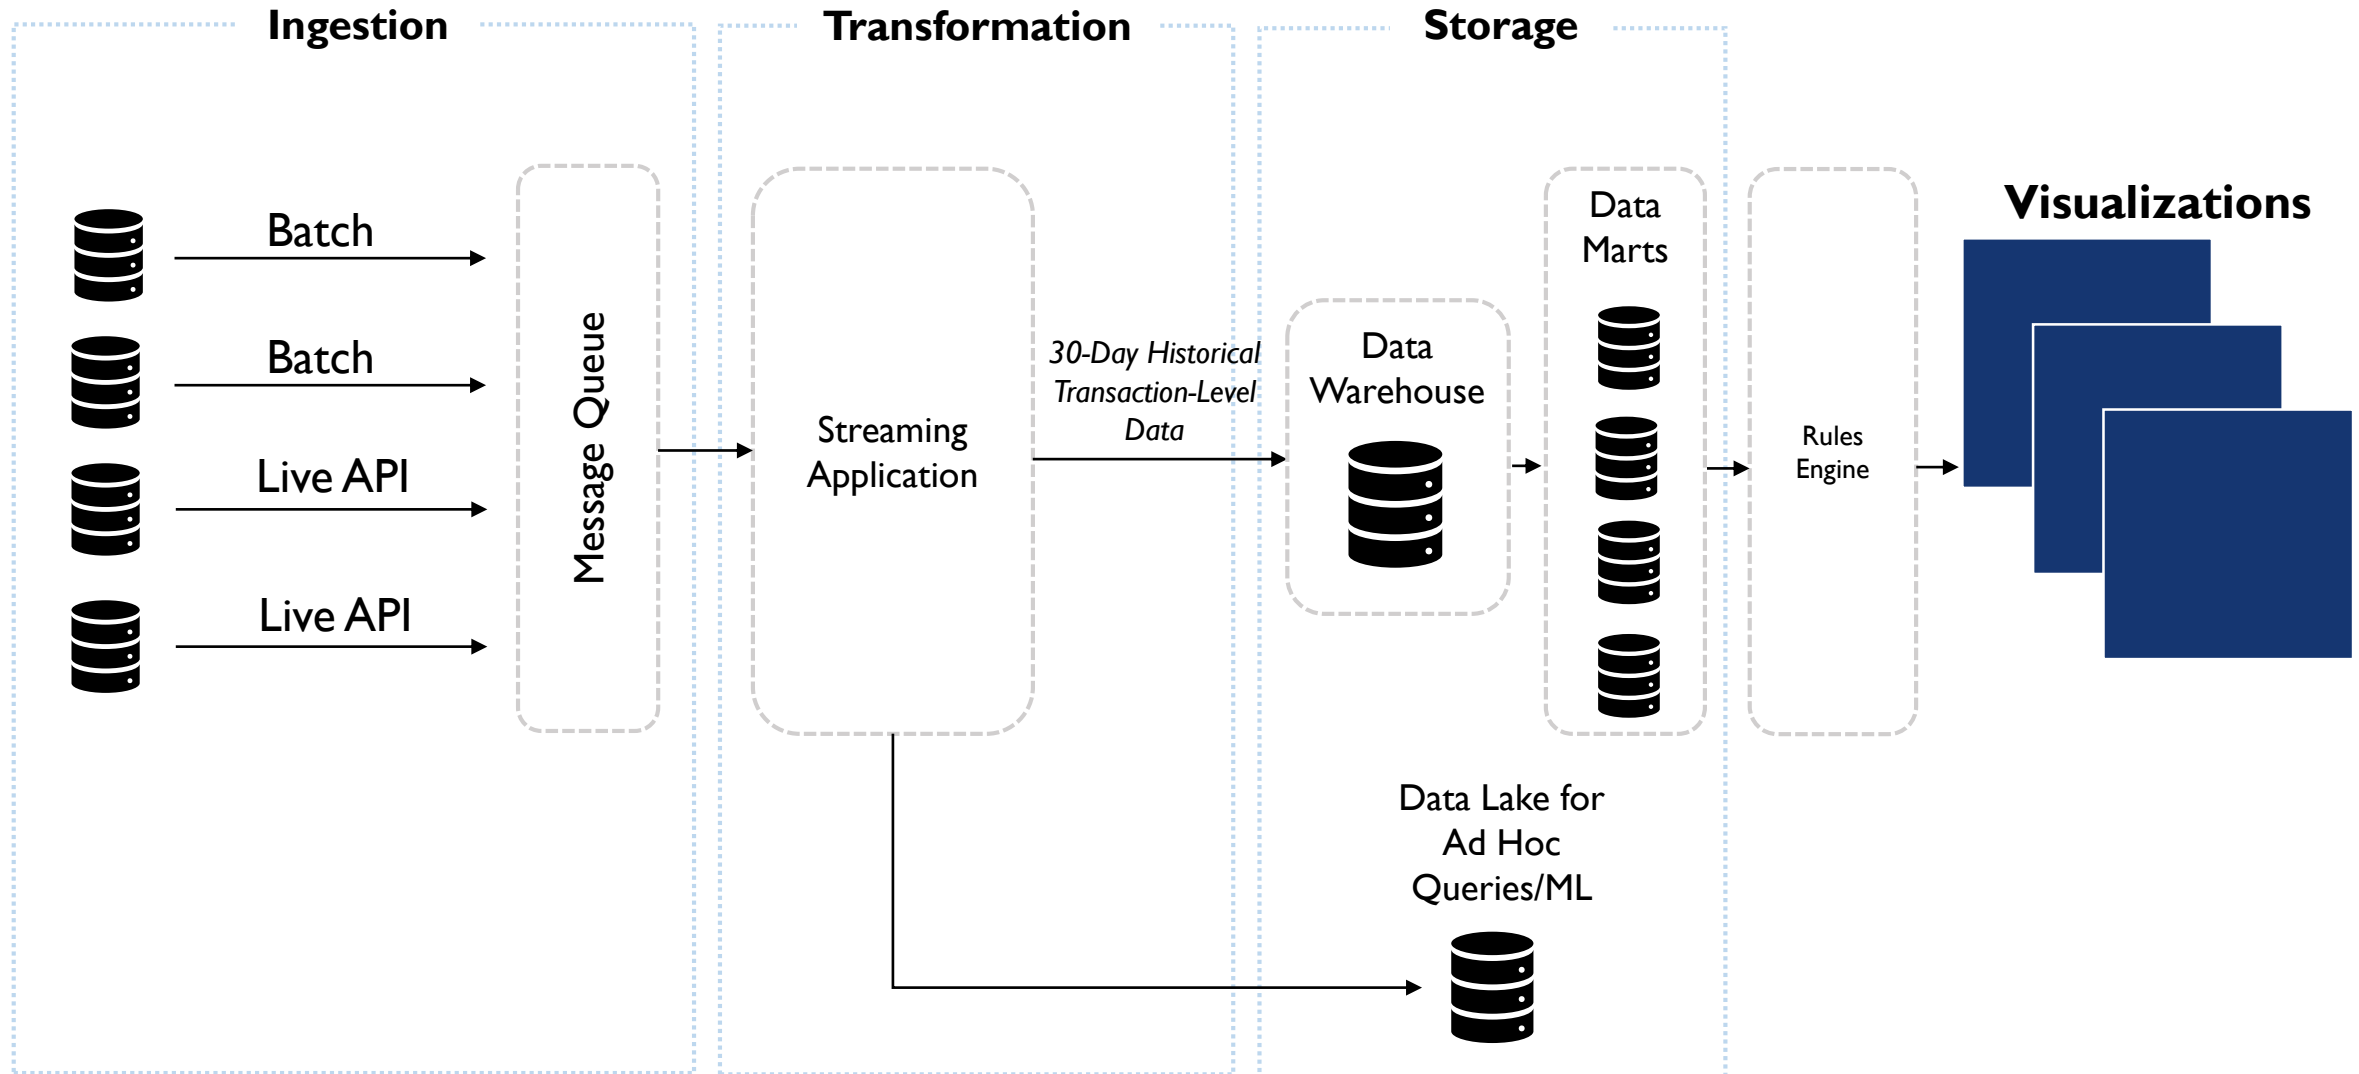 Ingestion
Transformation
Storage
Batch
Batch
Live API
Live API
Message Queue
Streaming
Application
30-Day Historical
Transaction-Level
Data
Data
Warehouse
Data
Marts
Rules
Engine
Visualizations
Data Lake for
Ad Hoc
Queries/ML